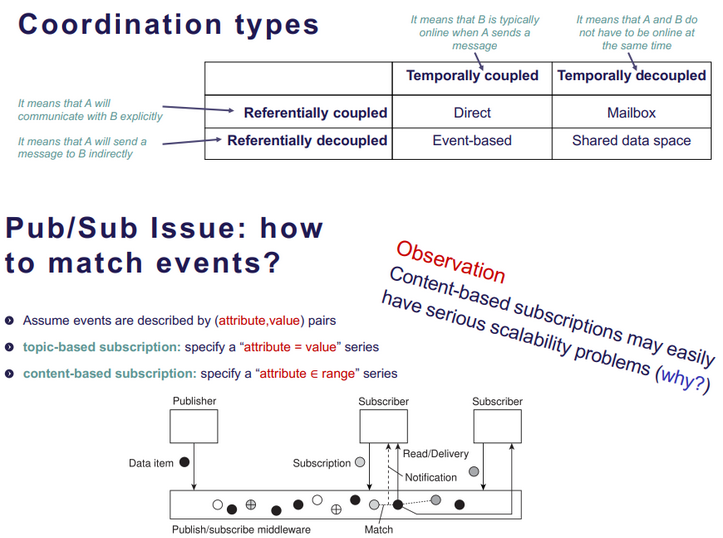 Coordination types
It means that B is typically
online when A sends a
message
It means that A and B do
not have to be online at
the same time
Temporally coupled
Temporally decoupled
It means that A will
communicate with B explicitly
Referentially coupled
Direct
Mailbox
It means that A will send a
message to B indirectly
Referentially decoupled
Event-based
Shared data space
Pub/Sub Issue: how
to match events?
Observation
Content-based subscriptions may easily
have serious scalability problems (why?)
Assume events are described by (attribute,value) pairs
topic-based subscription: specify a “attribute = value” series
content-based subscription: specify a “attribute ∈ range” series
Publisher
Subscriber
Subscriber
Read/Delivery
Data item
Subscription
Notification
Publish/subscribe middleware
Match